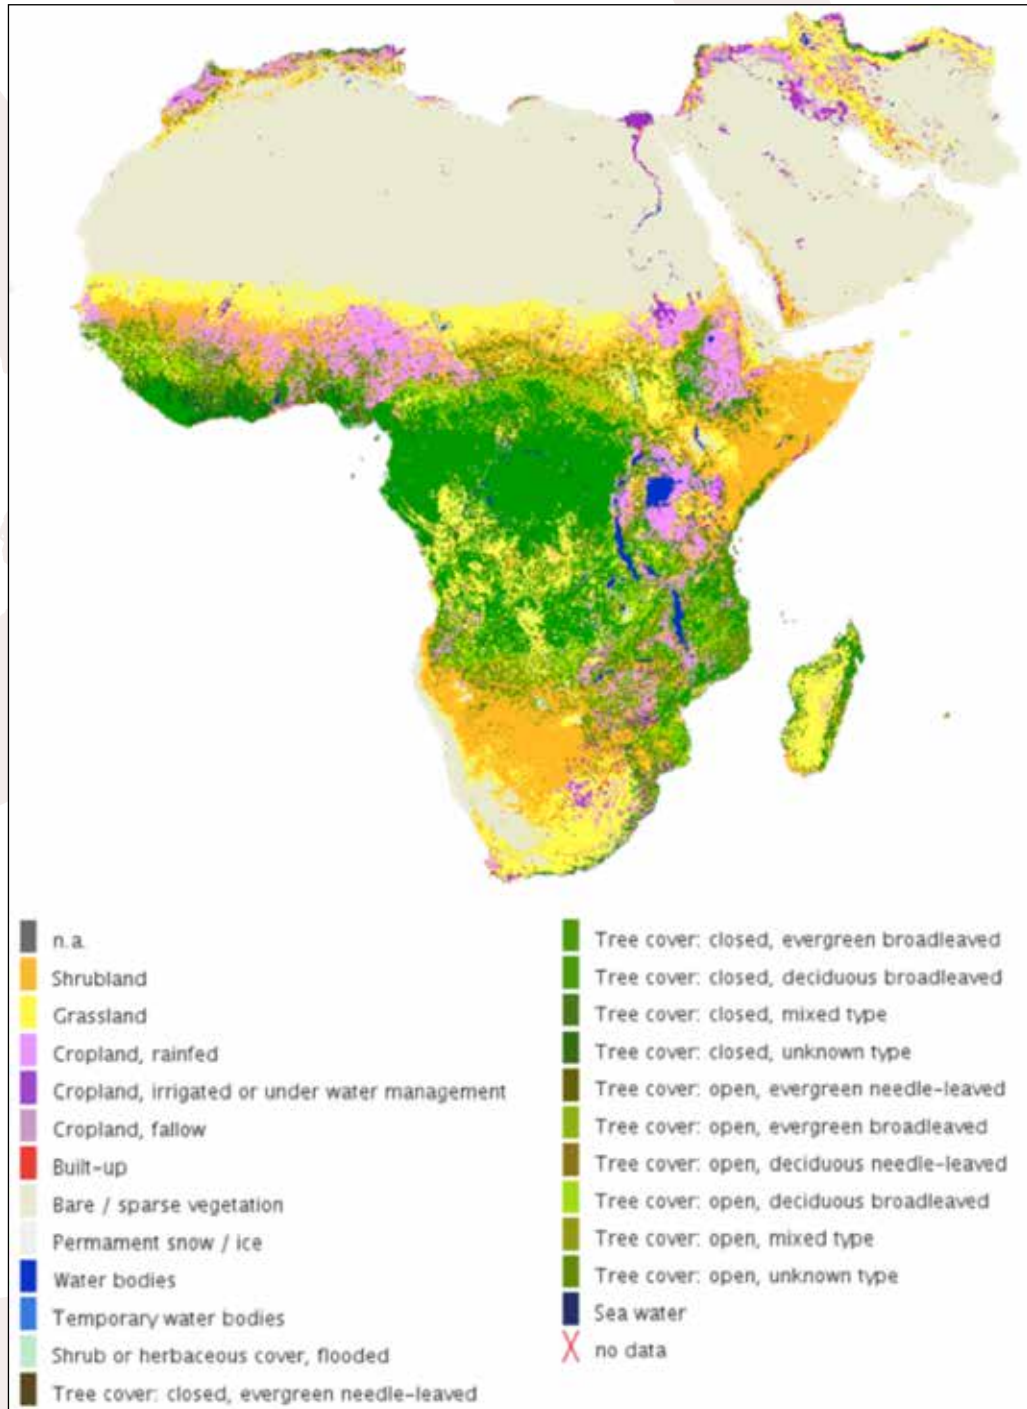 n.a.
Shrubland
Grassland
Cropland, rainfed
Cropland, irrigated or under water management
Cropland, fallow
Built-up
Bare / sparse vegetation
Permament snow / ice
Water bodies
Temporary water bodies
Shrub or herbaceous cover, flooded
Tree cover: closed, evergreen needle-leaved
Tree cover: closed, evergreen broadleaved
Tree cover: closed, deciduous broadleaved
Tree cover: closed, mixed type
Tree cover: closed, unknown type
Tree cover: open, evergreen needle-leaved
Tree cover: open, evergreen broadleaved
Tree cover: open, deciduous needle-leaved
Tree cover: open, deciduous broadleaved
Tree cover: open, mixed type
Tree cover: open, unknown type
Sea water
no data